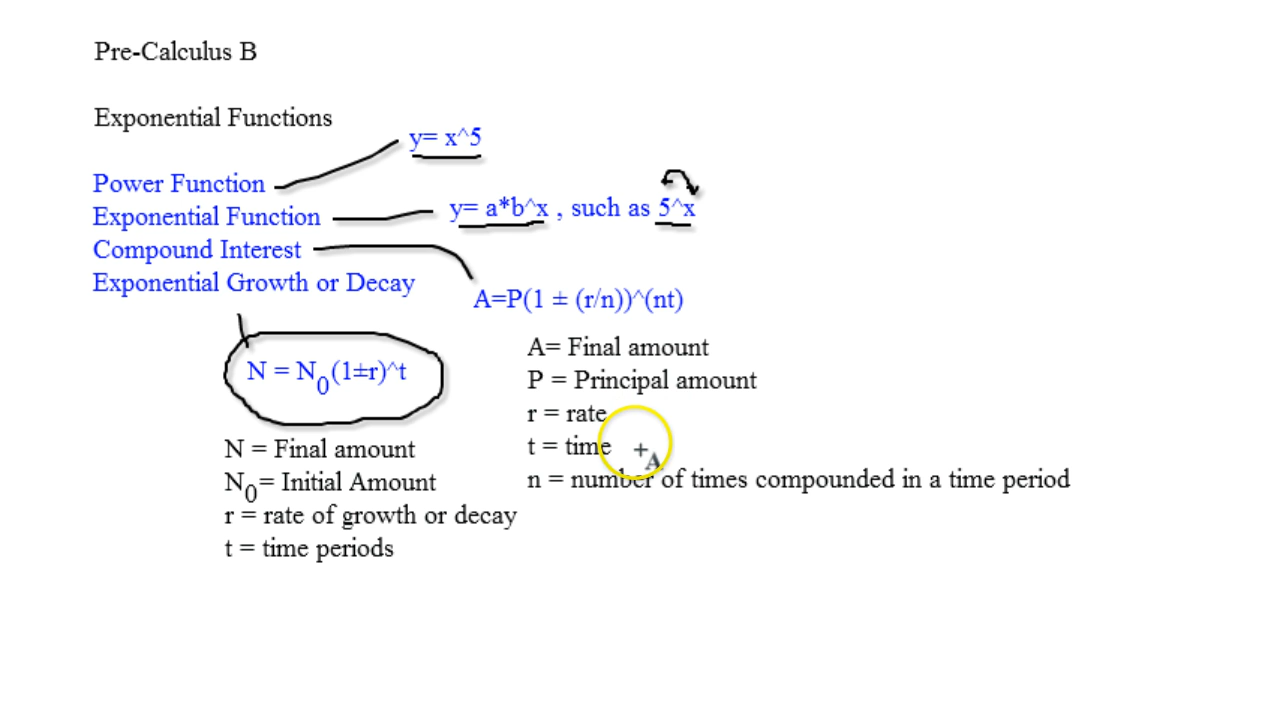 Pre-Calculus B
Exponential Functions
y= x^5
Power Function
Exponential Function
y= a*b^x , such as 5^x
Compound Interest
Exponential Growth or Decay
A=P(1 ± (r/n))^(nt)
N = N₀(1±r)^t
N = Final amount
N₀= Initial Amount
r = rate of growth or decay
t = time periods
A= Final amount
P = Principal amount
r = rate
t = time
n = number of times compounded in a time period